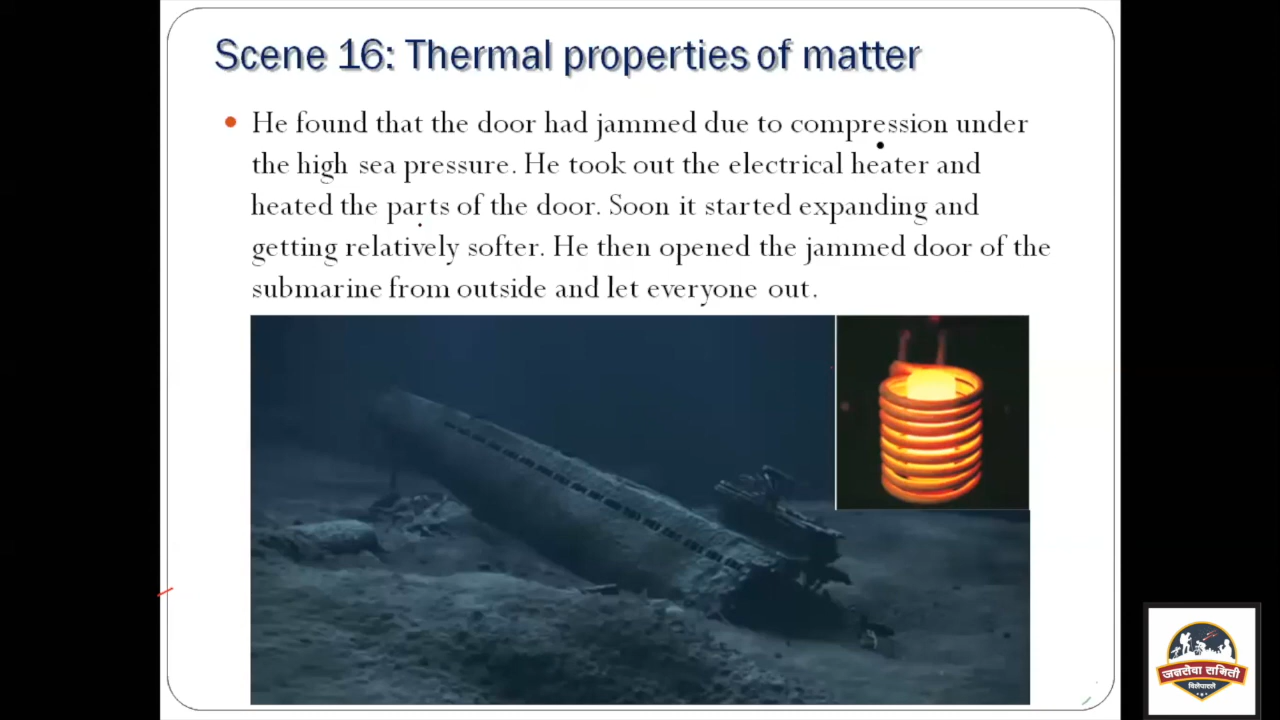 Scene 16: Thermal properties of matter
• He found that the door had jammed due to compression under
the high sea pressure. He took out the electrical heater and
heated the parts of the door. Soon it started expanding and
getting relatively softer. He then opened the jammed door of the
submarine from outside and let everyone out.
जनसेवा समिती
विलेपारले